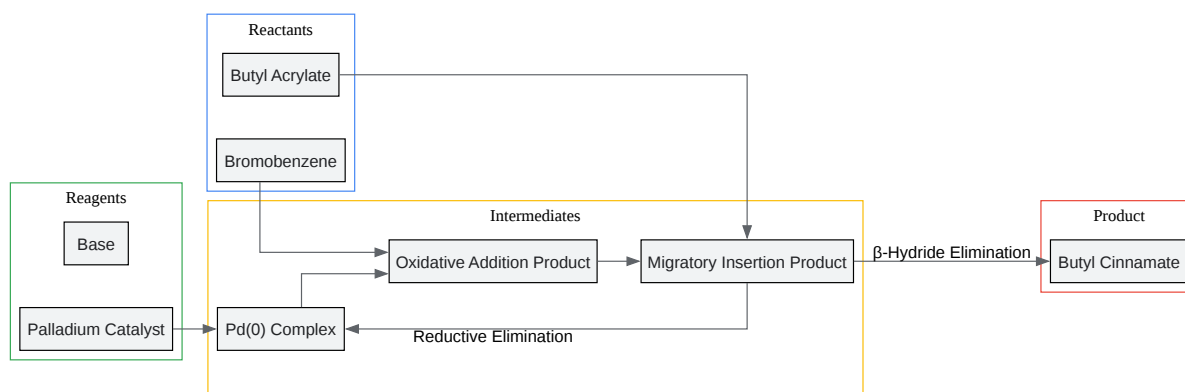 Reactants
Butyl Acrylate
Bromobenzene
Reagents
Base
Palladium Catalyst
Intermediates
Oxidative Addition Product
Migratory Insertion Product
Pd(0) Complex
Reductive Elimination
β-Hydride Elimination
Product
Butyl Cinnamate